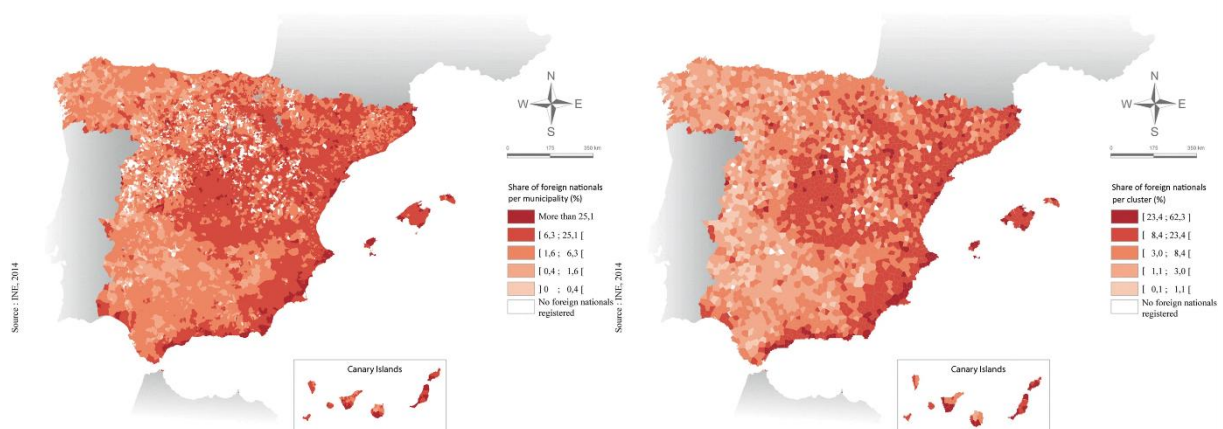 N
W E
S
0 175 350 km
Share of foreign nationals
per municipality (%)
More than 25,1
[ 6,3 ; 25,1 [
[ 1,6 ; 6,3 [
[ 0,4 ; 1,6 [
]0 ; 0,4 [
No foreign nationals
registered
Source : INE, 2014
Canary Islands
N
W E
S
0 175 350 km
Share of foreign nationals
per cluster (%)
[ 23,4 ; 62,3 ]
[ 8,4 ; 23,4 [
[ 3,0 ; 8,4 [
[ 1,1 ; 3,0 [
[ 0,1 ; 1,1 [
No foreign nationals
registered
Source : INE, 2014
Canary Islands